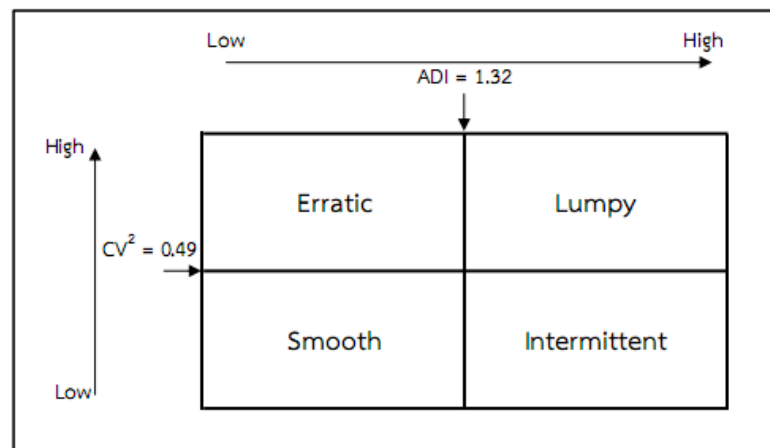 Low High
ADI = 1.32
High
Erratic Lumpy
CV² = 0.49
Smooth Intermittent
Low